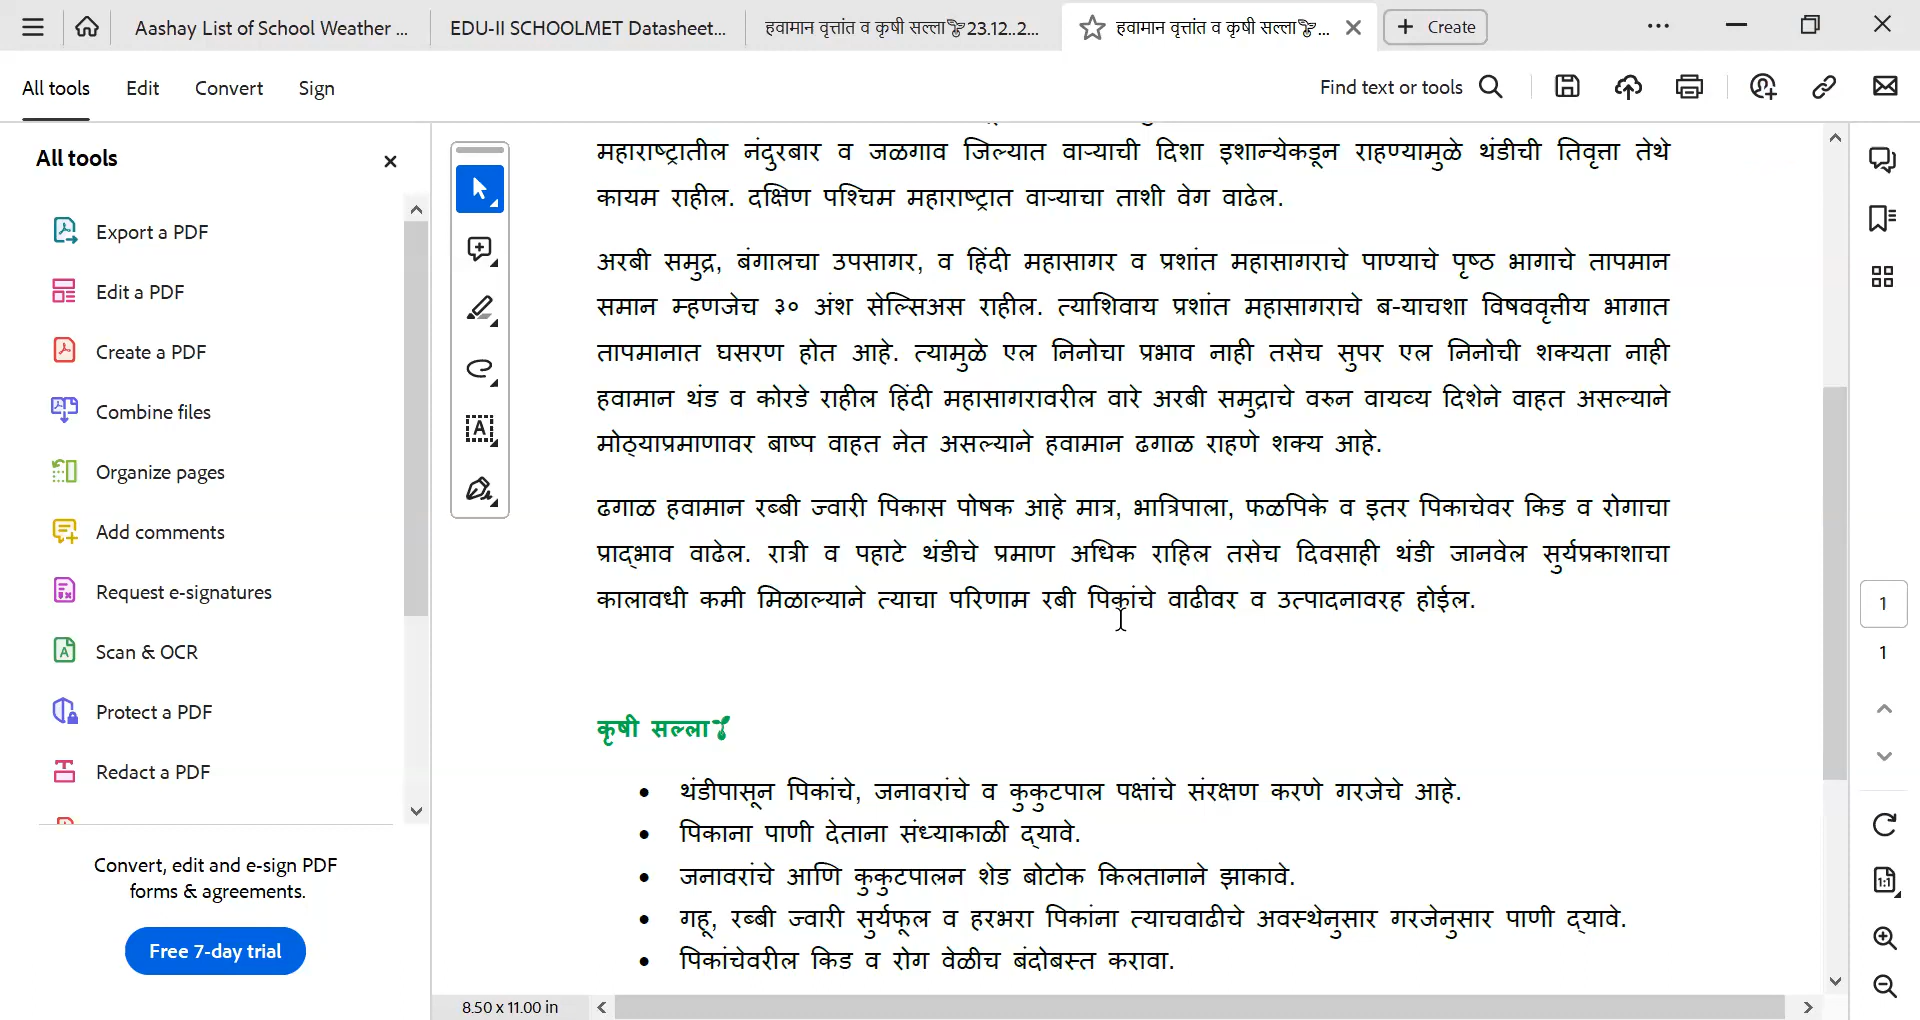 Aashay List of School Weather ...
EDU-II SCHOOLMET Datasheet...
हवामान वृत्तांत व कृषी सल्ला🌱23.12..2...
हवामान वृत्तांत व कृषी सल्ला🌱...
Create
All tools
Edit
Convert
Sign
Find text or tools
All tools
Export a PDF
Edit a PDF
Create a PDF
Combine files
Organize pages
Add comments
Request e-signatures
Scan & OCR
Protect a PDF
Redact a PDF
Convert, edit and e-sign PDF
forms & agreements.
Free 7-day trial
महाराष्ट्रातील नंदुरबार व जळगाव जिल्यात वाऱ्याची दिशा इशान्येकडून राहण्यामुळे थंडीची तिवृत्ता तेथे
कायम राहील. दक्षिण पश्चिम महाराष्ट्रात वाऱ्याचा ताशी वेग वाढेल.
अरबी समुद्र, बंगालचा उपसागर, व हिंदी महासागर व प्रशांत महासागराचे पाण्याचे पृष्ठ भागाचे तापमान
समान म्हणजेच ३० अंश सेल्सिअस राहील. त्याशिवाय प्रशांत महासागराचे ब-याचशा विषववृत्तीय भागात
तापमानात घसरण होत आहे. त्यामुळे एल निनोचा प्रभाव नाही तसेच सुपर एल निनोची शक्यता नाही
हवामान थंड व कोरडे राहील हिंदी महासागरावरील वारे अरबी समुद्राचे वरुन वायव्य दिशेने वाहत असल्याने
मोठ्याप्रमाणावर बाष्प वाहत नेत असल्याने हवामान ढगाळ राहणे शक्य आहे.
ढगाळ हवामान रब्बी ज्वारी पिकास पोषक आहे मात्र, भात्रिपाला, फळपिके व इतर पिकाचेवर किड व रोगाचा
प्राद्भाव वाढेल. रात्री व पहाटे थंडीचे प्रमाण अधिक राहिल तसेच दिवसाही थंडी जानवेल सुर्यप्रकाशाचा
कालावधी कमी मिळाल्याने त्याचा परिणाम रबी पिकांचे वाढीवर व उत्पादनावरह होईल.
कृषी सल्ला🌱
• थंडीपासून पिकांचे, जनावरांचे व कुकुटपाल पक्षांचे संरक्षण करणे गरजेचे आहे.
• पिकाना पाणी देताना संध्याकाळी द्यावे.
• जनावरांचे आणि कुकुटपालन शेड बोटोक किलतानाने झाकावे.
• गहू, रब्बी ज्वारी सुर्यफूल व हरभरा पिकांना त्याचवाढीचे अवस्थेनुसार गरजेनुसार पाणी द्यावे.
• पिकांचेवरील किड व रोग वेळीच बंदोबस्त करावा.
8.50 x 11.00 in
1
1